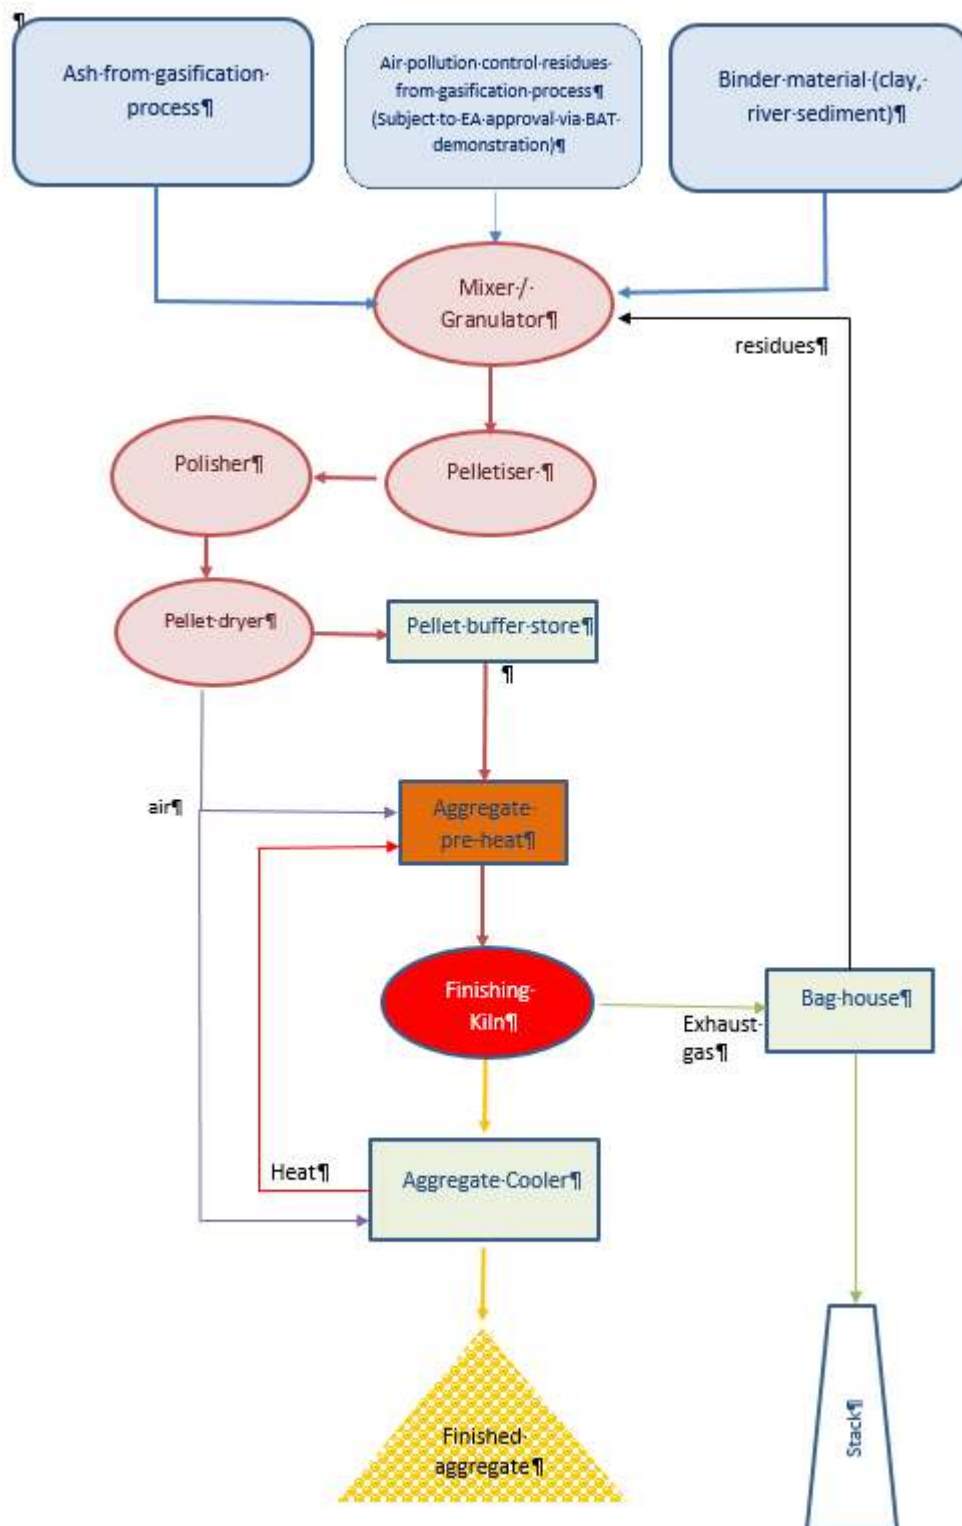 ¶
Ash·from·gasification·
process¶
Air·pollution·control·residues·
from·gasification·process¶
(Subject·to·EA·approval·via·BAT·
demonstration)¶
Binder·material·(clay,·
river·sediment)¶
Mixer·/·
Granulator¶
residues¶
Polisher¶
Pelletiser·¶
Pellet·dryer¶
Pellet·buffer·store¶
¶
air¶
Aggregate·
pre-heat¶
Finishing·
Kiln¶
Exhaust·
gas¶
Bag·house¶
Heat¶
Aggregate·Cooler¶
Finished·
aggregate¶
Stack¶